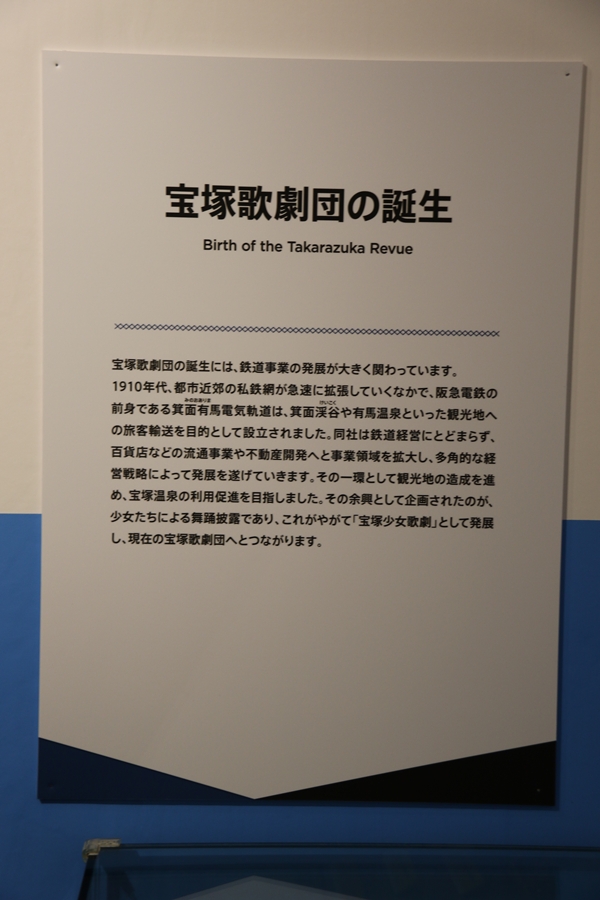 宝塚歌劇団の誕生
Birth of the Takarazuka Revue
宝塚歌劇団の誕生には、鉄道事業の発展が大きく関わっています。
1910年代、都市近郊の私鉄網が急速に拡張していくなかで、阪急電鉄の
みのおありま けいこく
前身である箕面有馬電気軌道は、箕面渓谷や有馬温泉といった観光地へ
の旅客輸送を目的として設立されました。同社は鉄道経営にとどまらず、
百貨店などの流通事業や不動産開発へと事業領域を拡大し、多角的な経
営戦略によって発展を遂げていきます。その一環として観光地の造成を進
め、宝塚温泉の利用促進を目指しました。その余興として企画されたのが、
少女たちによる舞踊披露であり、これがやがて「宝塚少女歌劇」として発展
し、現在の宝塚歌劇団へとつながります。